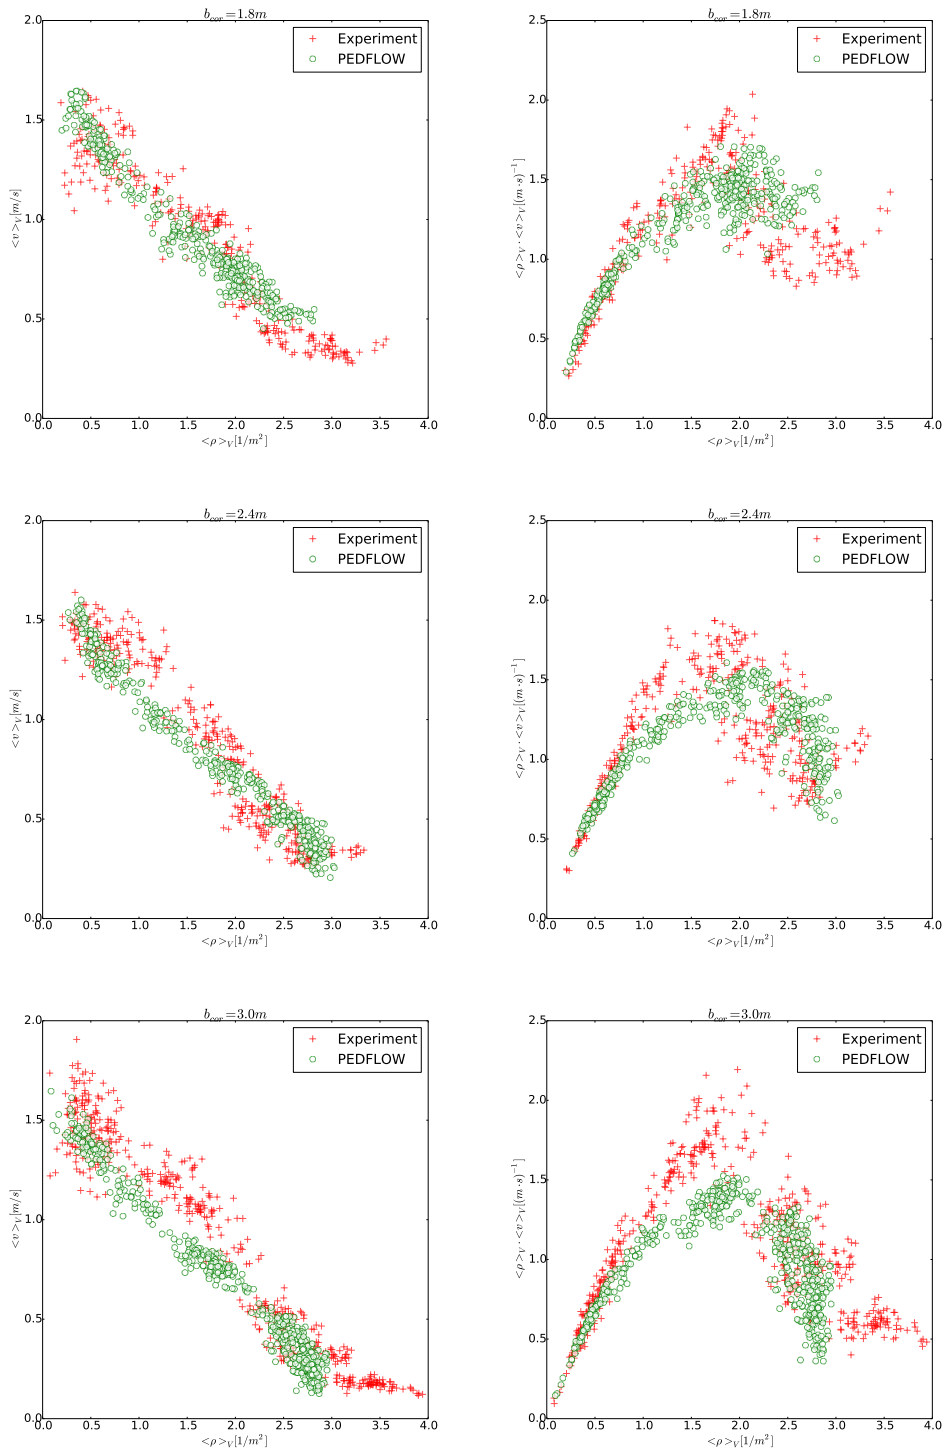 b_cor = 1.8m
Experiment
PEDFLOW
2.0
1.5
1.0
0.5
0.0
<v>_V [m/s]
0.0 0.5 1.0 1.5 2.0 2.5 3.0 3.5 4.0
<ρ>_V [1/m^2]
b_cor = 1.8m
Experiment
PEDFLOW
2.5
2.0
1.5
1.0
0.5
0.0
<ρ>_V · <v>_V [(m·s)^-1]
0.0 0.5 1.0 1.5 2.0 2.5 3.0 3.5 4.0
<ρ>_V [1/m^2]
b_cor = 2.4m
Experiment
PEDFLOW
2.0
1.5
1.0
0.5
0.0
<v>_V [m/s]
0.0 0.5 1.0 1.5 2.0 2.5 3.0 3.5 4.0
<ρ>_V [1/m^2]
b_cor = 2.4m
Experiment
PEDFLOW
2.5
2.0
1.5
1.0
0.5
0.0
<ρ>_V · <v>_V [(m·s)^-1]
0.0 0.5 1.0 1.5 2.0 2.5 3.0 3.5 4.0
<ρ>_V [1/m^2]
b_cor = 3.0m
Experiment
PEDFLOW
2.0
1.5
1.0
0.5
0.0
<v>_V [m/s]
0.0 0.5 1.0 1.5 2.0 2.5 3.0 3.5 4.0
<ρ>_V [1/m^2]
b_cor = 3.0m
Experiment
PEDFLOW
2.5
2.0
1.5
1.0
0.5
0.0
<ρ>_V · <v>_V [(m·s)^-1]
0.0 0.5 1.0 1.5 2.0 2.5 3.0 3.5 4.0
<ρ>_V [1/m^2]